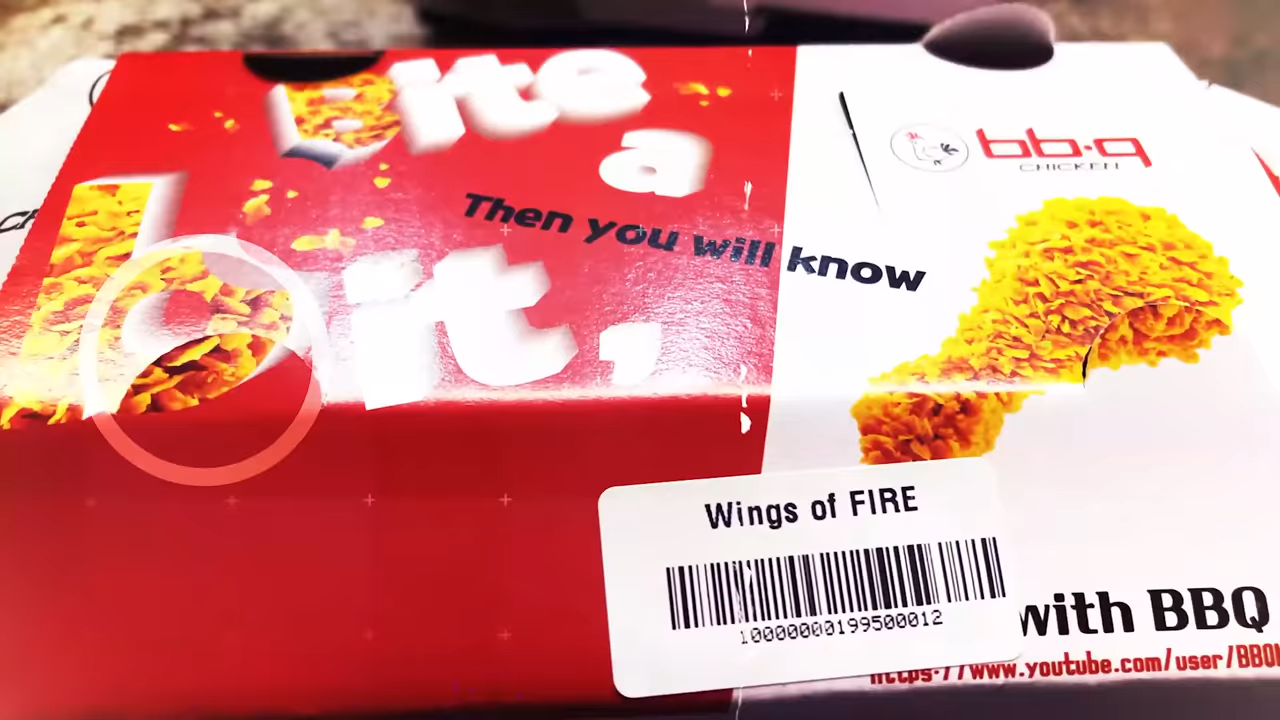 Bite
a
bit,
Then you will know
bb.q
CHICKEN
Wings of FIRE
10000000199500012
with BBQ
https://www.youtube.com/user/BBQ